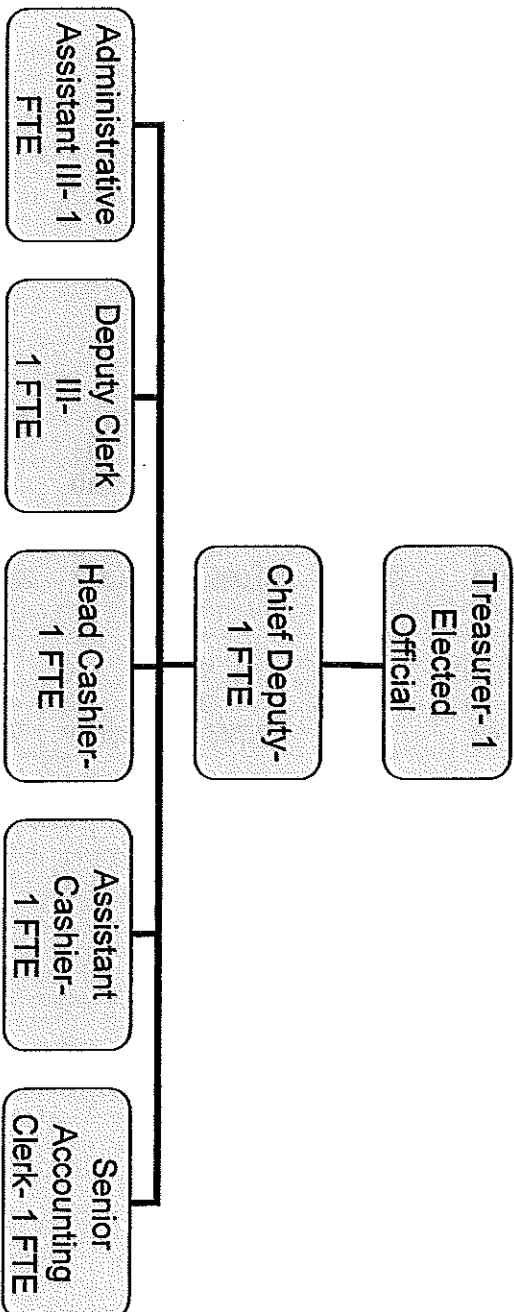 Treasurer- 1
Elected
Official
Chief Deputy-
1 FTE
Administrative
Assistant III- 1
FTE
Deputy Clerk
III-
1 FTE
Head Cashier-
1 FTE
Assistant
Cashier-
1 FTE
Senior
Accounting
Clerk- 1 FTE